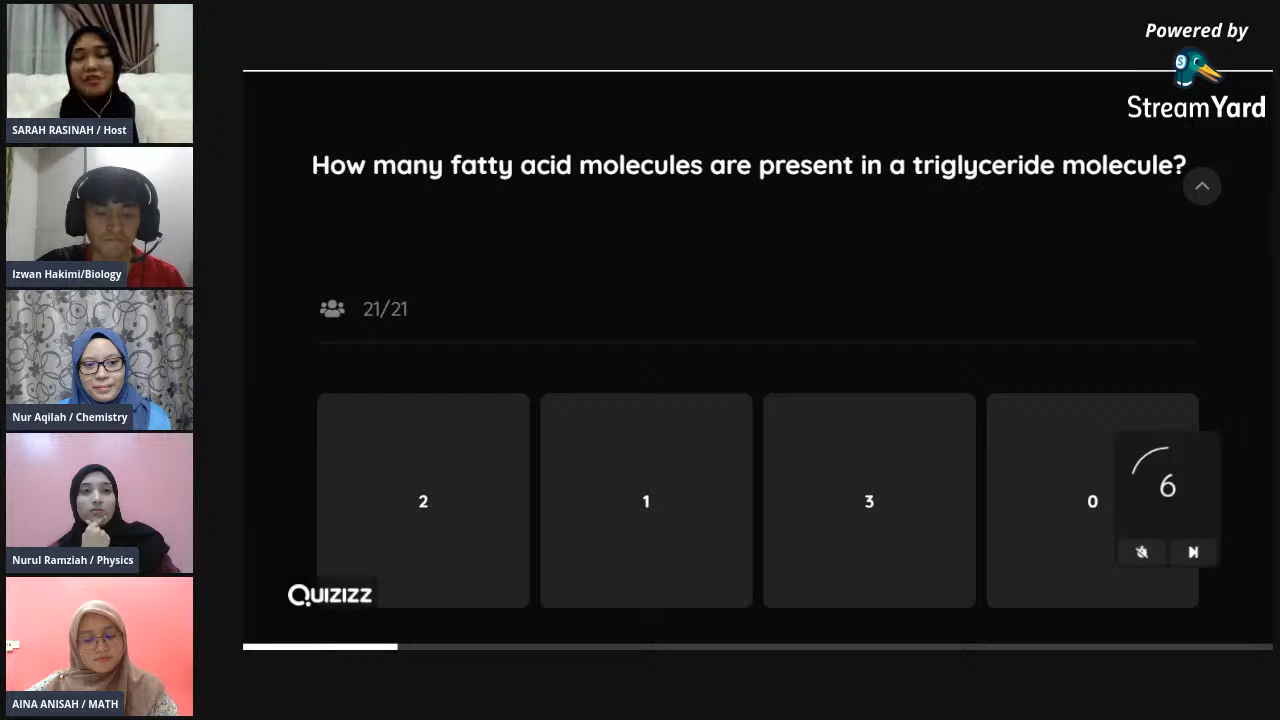 SARAH RASINAH / Host
Izwan Hakimi/Biology
Nur Aqilah / Chemistry
Nurul Ramziah / Physics
AINA ANISAH / MATH
Powered by
StreamYard
How many fatty acid molecules are present in a triglyceride molecule?
21/21
2
1
3
0
6
Quizizz